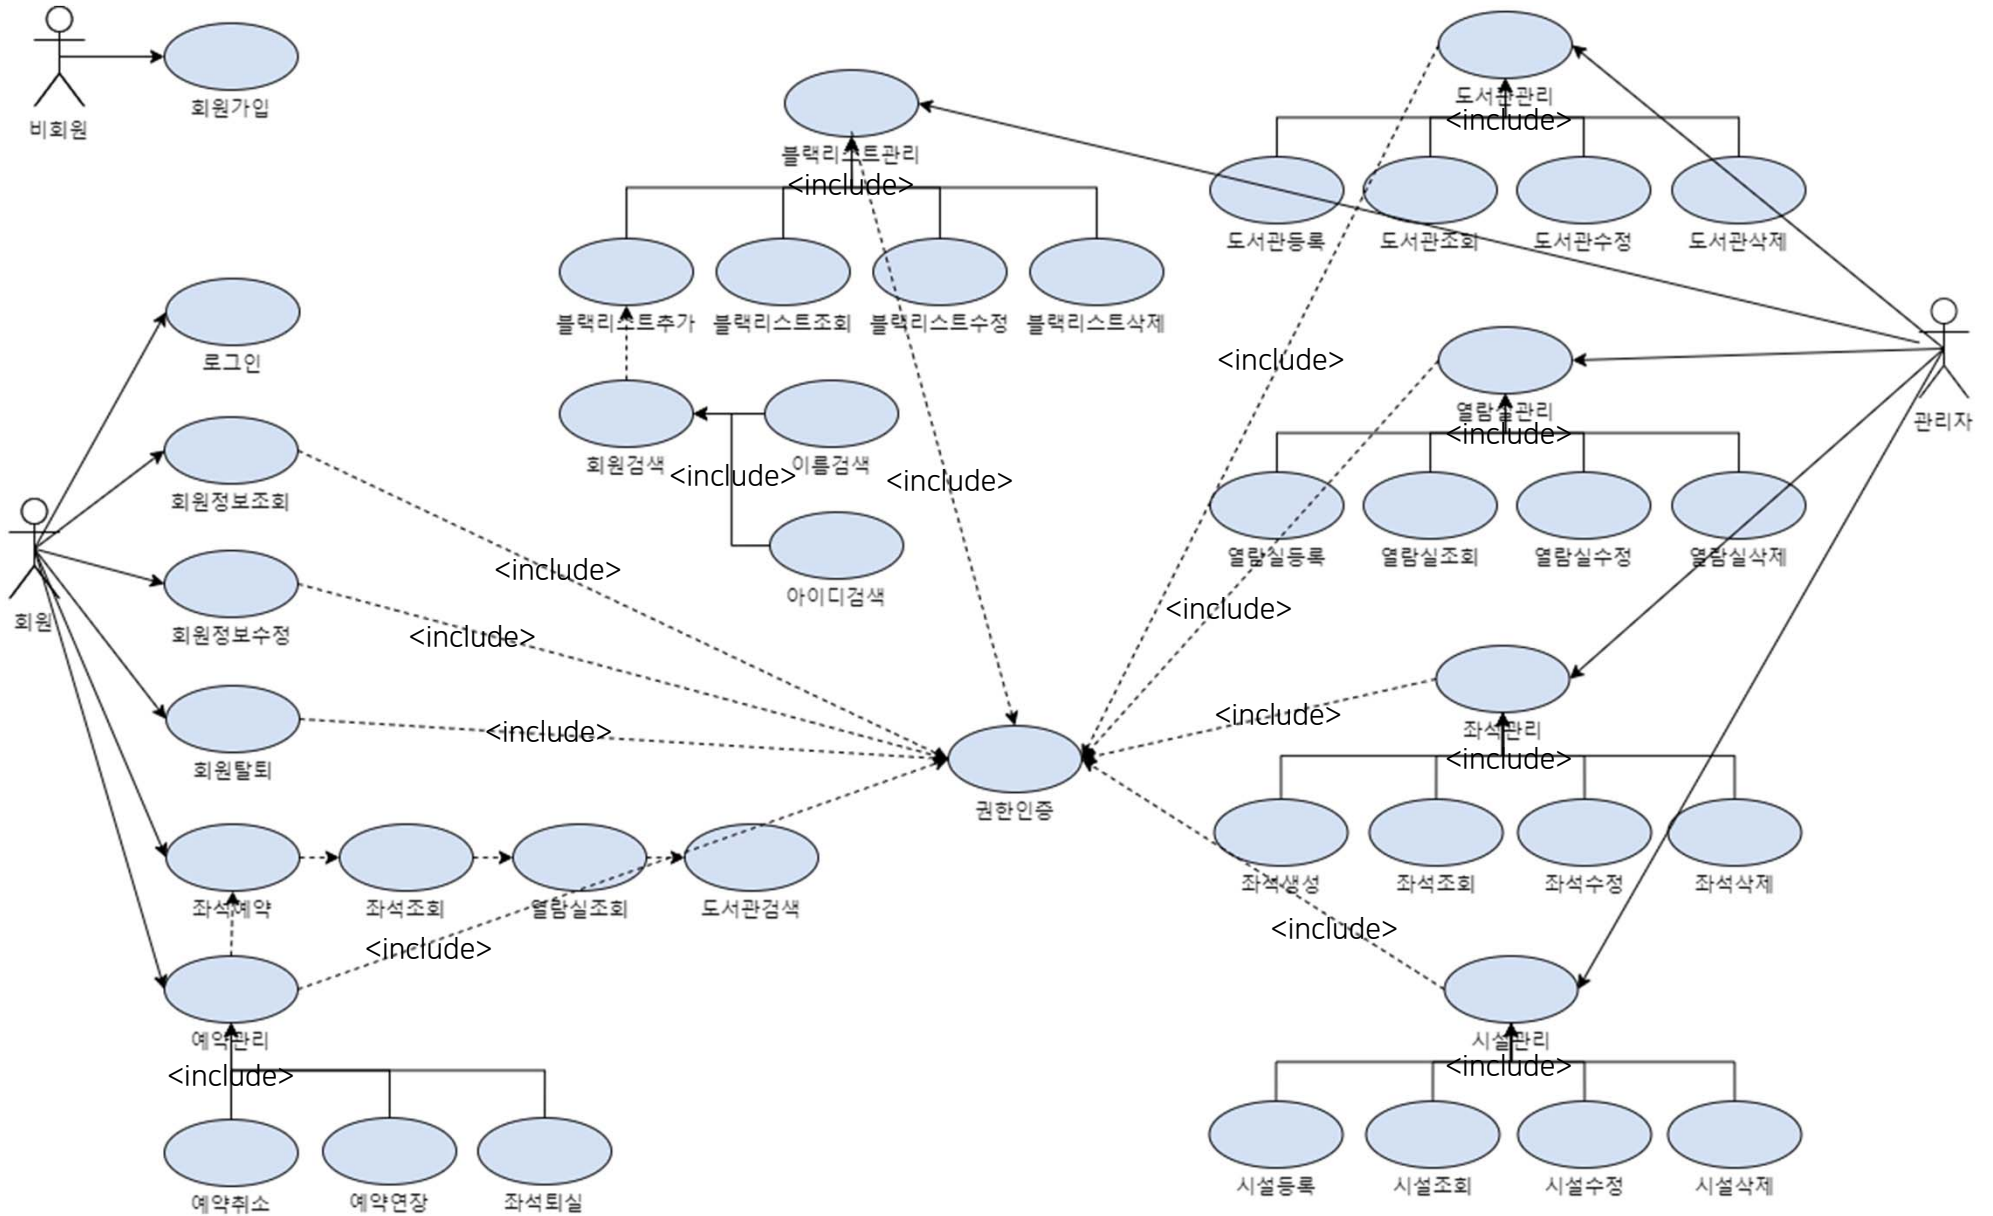 비회원
회원가입
블랙리스트관리
<include>
블랙리스트추가
블랙리스트조회
블랙리스트수정
블랙리스트삭제
회원검색
<include>
이름검색
아이디검색
<include>
도서관관리
<include>
도서관등록
도서관조회
도서관수정
도서관삭제
<include>
열람실관리
<include>
관리자
열람실등록
열람실조회
열람실수정
열람실삭제
<include>
로그인
회원정보조회
<include>
회원
회원정보수정
<include>
회원탈퇴
<include>
권한인증
<include>
좌석관리
<include>
좌석생성
좌석조회
좌석수정
좌석삭제
<include>
좌석예약
좌석조회
열람실조회
도서관검색
<include>
예약관리
<include>
예약취소
예약연장
좌석퇴실
시설관리
<include>
시설등록
시설조회
시설수정
시설삭제